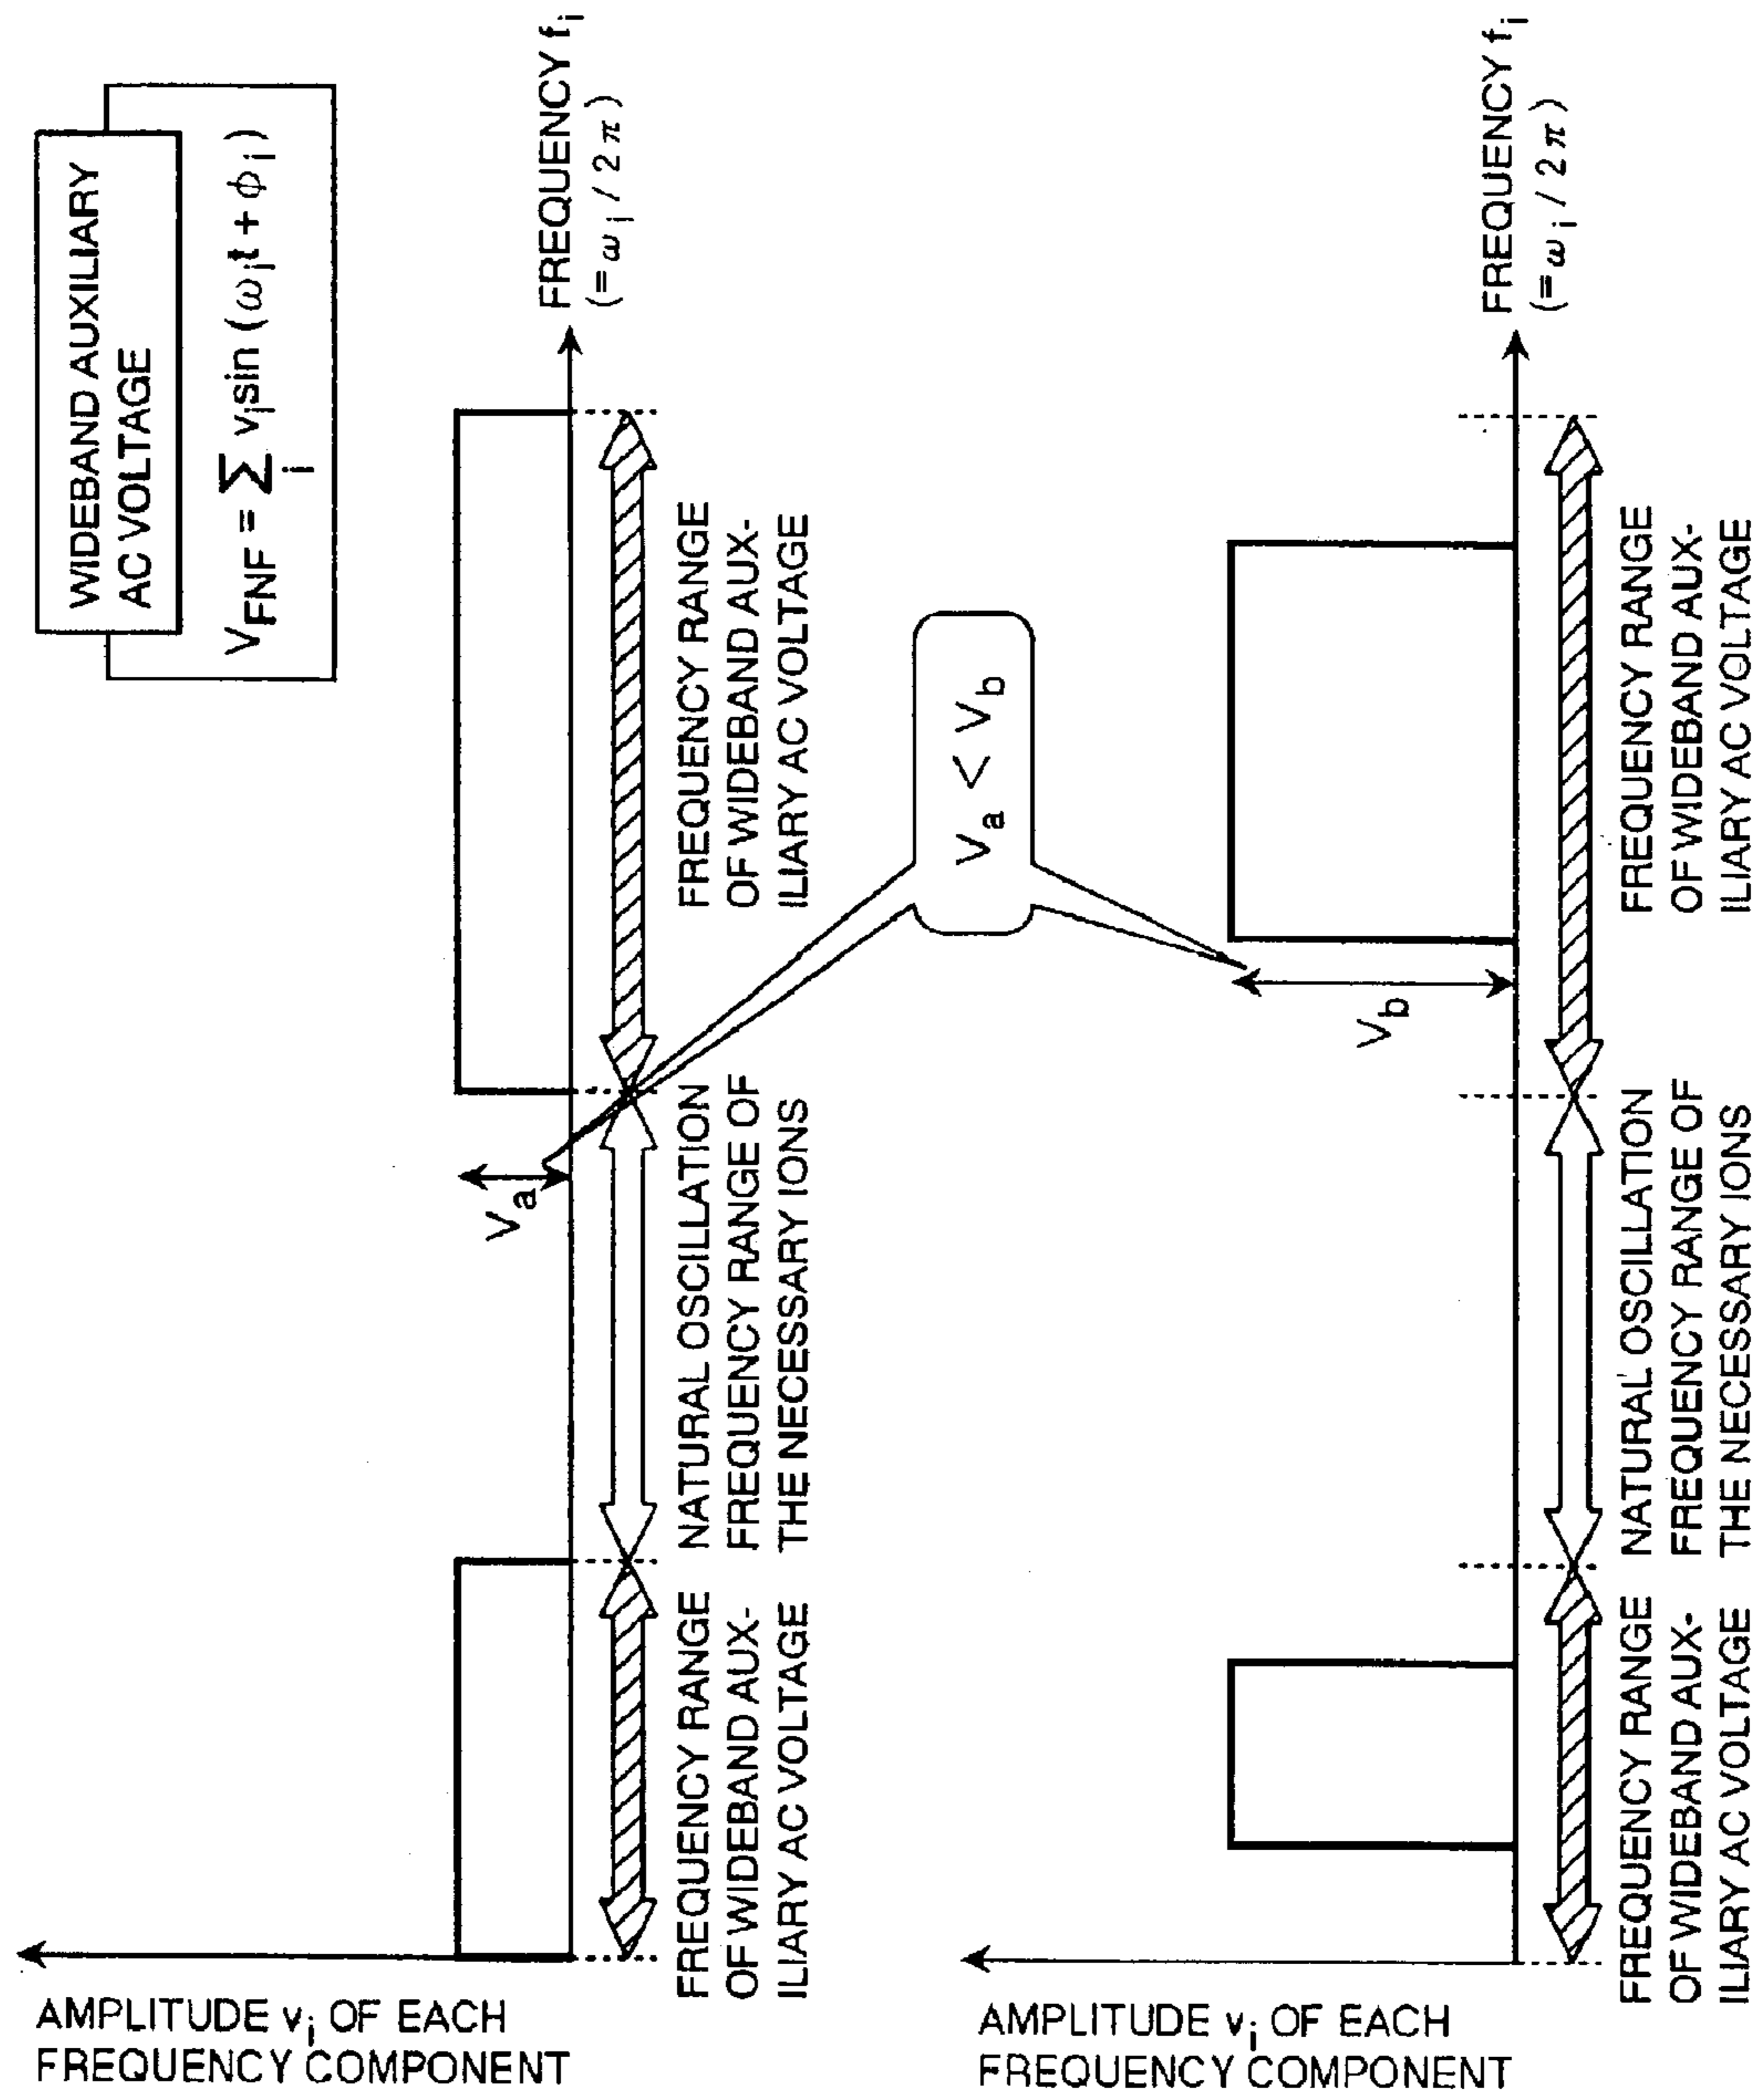 WIDEBAND AUXILIARY
AC VOLTAGE
V_FNF = Σ_i v_i sin (ω_i t + φ_i)
AMPLITUDE v_i OF EACH
FREQUENCY COMPONENT
V_a
FREQUENCY f_i
(= ω_i / 2π)
FREQUENCY RANGE
OF WIDEBAND AUX-
ILIARY AC VOLTAGE
NATURAL OSCILLATION
FREQUENCY RANGE OF
THE NECESSARY IONS
FREQUENCY RANGE
OF WIDEBAND AUX-
ILIARY AC VOLTAGE
V_a < V_b
AMPLITUDE v_i OF EACH
FREQUENCY COMPONENT
V_b
FREQUENCY f_i
(= ω_i / 2π)
FREQUENCY RANGE
OF WIDEBAND AUX-
ILIARY AC VOLTAGE
NATURAL OSCILLATION
FREQUENCY RANGE OF
THE NECESSARY IONS
FREQUENCY RANGE
OF WIDEBAND AUX-
ILIARY AC VOLTAGE